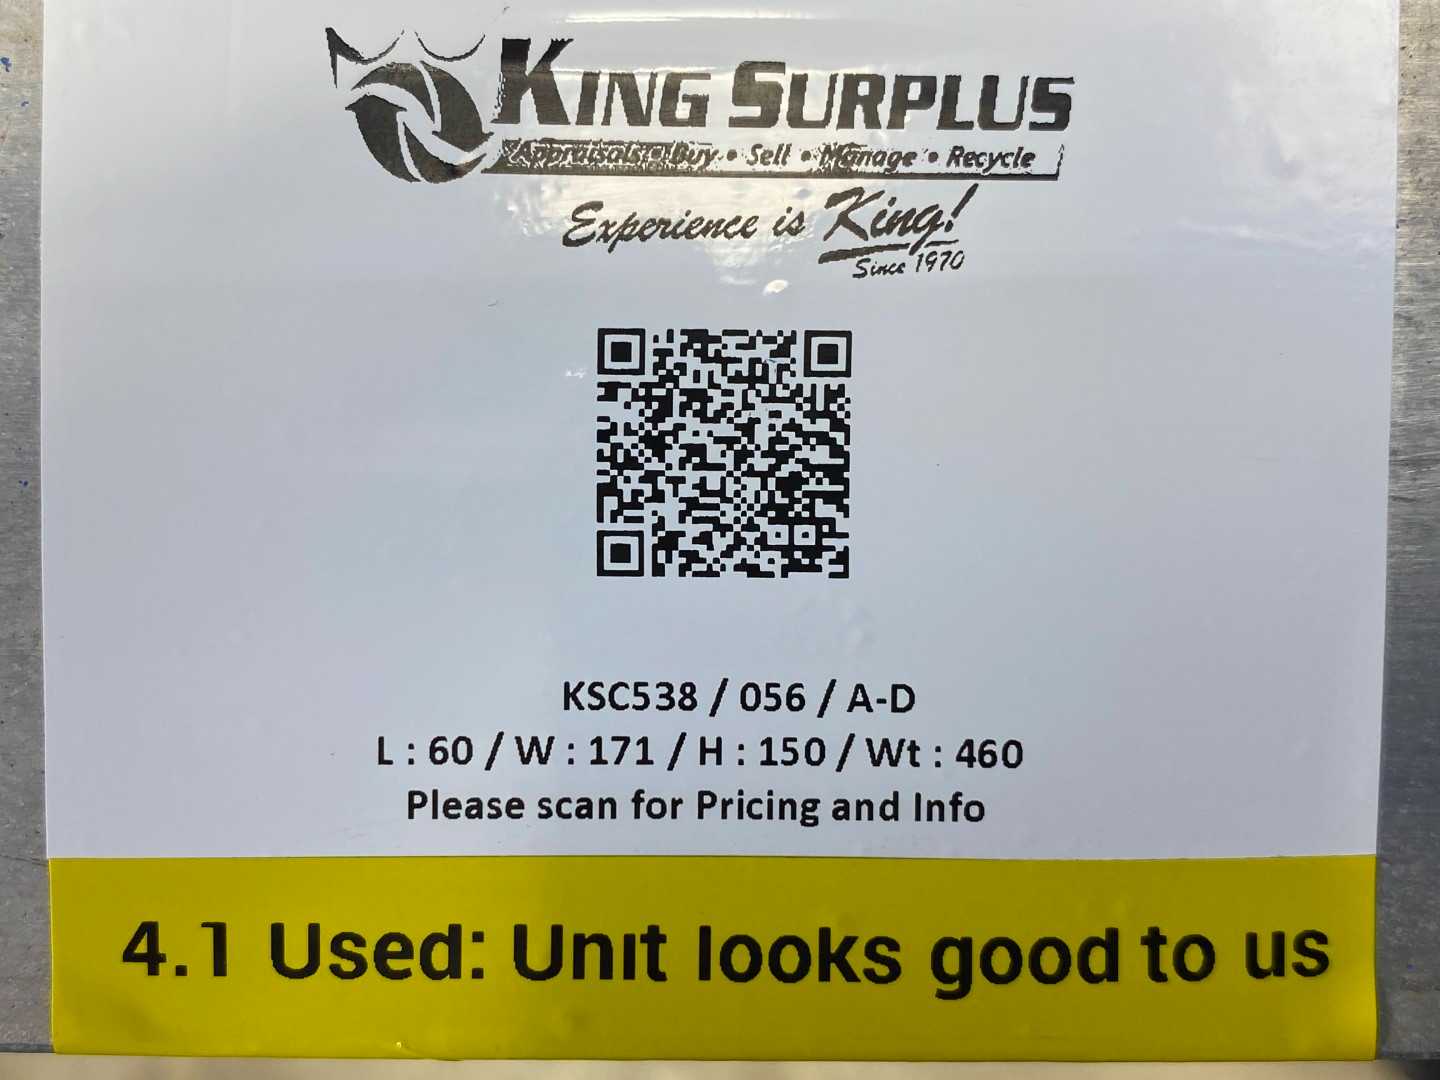 KING SURPLUS
Appraisals • Buy • Sell • Manage • Recycle
Experience is King!
Since 1970
KSC538 / 056 / A-D
L : 60 / W : 171 / H : 150 / Wt : 460
Please scan for Pricing and Info
4.1 Used: Unit looks good to us